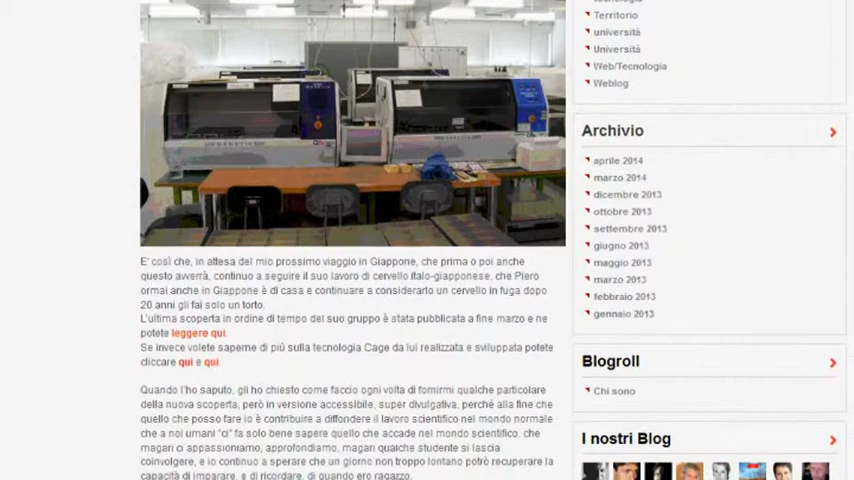 Territorio
università
Università
Web/Tecnologia
Weblog
Archivio
aprile 2014
marzo 2014
dicembre 2013
ottobre 2013
settembre 2013
giugno 2013
maggio 2013
marzo 2013
febbraio 2013
gennaio 2013
Blogroll
Chi sono
I nostri Blog
E' così che, in attesa del mio prossimo viaggio in Giappone, che prima o poi anche
questo avverrà, continuo a seguire il suo lavoro di cervello italo-giapponese, che Piero
ormai anche in Giappone è di casa e continuare a considerarlo un cervello in fuga dopo
20 anni gli fai solo un torto.
L'ultima scoperta in ordine di tempo del suo gruppo è stata pubblicata a fine marzo e ne
potete leggere qui.
Se invece volete saperne di più sulla tecnologia Cage da lui realizzata e sviluppata potete
cliccare qui e qui.
Quando l'ho saputo, gli ho chiesto come faccio ogni volta di fornirmi qualche particolare
della nuova scoperta, però in versione accessibile, super divulgativa, perché alla fine che
quello che posso fare io è contribuire a diffondere il lavoro scientifico nel mondo normale
che a noi umani "ci" fa solo bene sapere quello che accade nel mondo scientifico, che
magari ci appassioniamo, approfondiamo, magari qualche studente si lascia
coinvolgere, e io continuo a sperare che un giorno non troppo lontano potrò recuperare la
capacità di imparare, e di ricordare, di quando ero ragazzo.